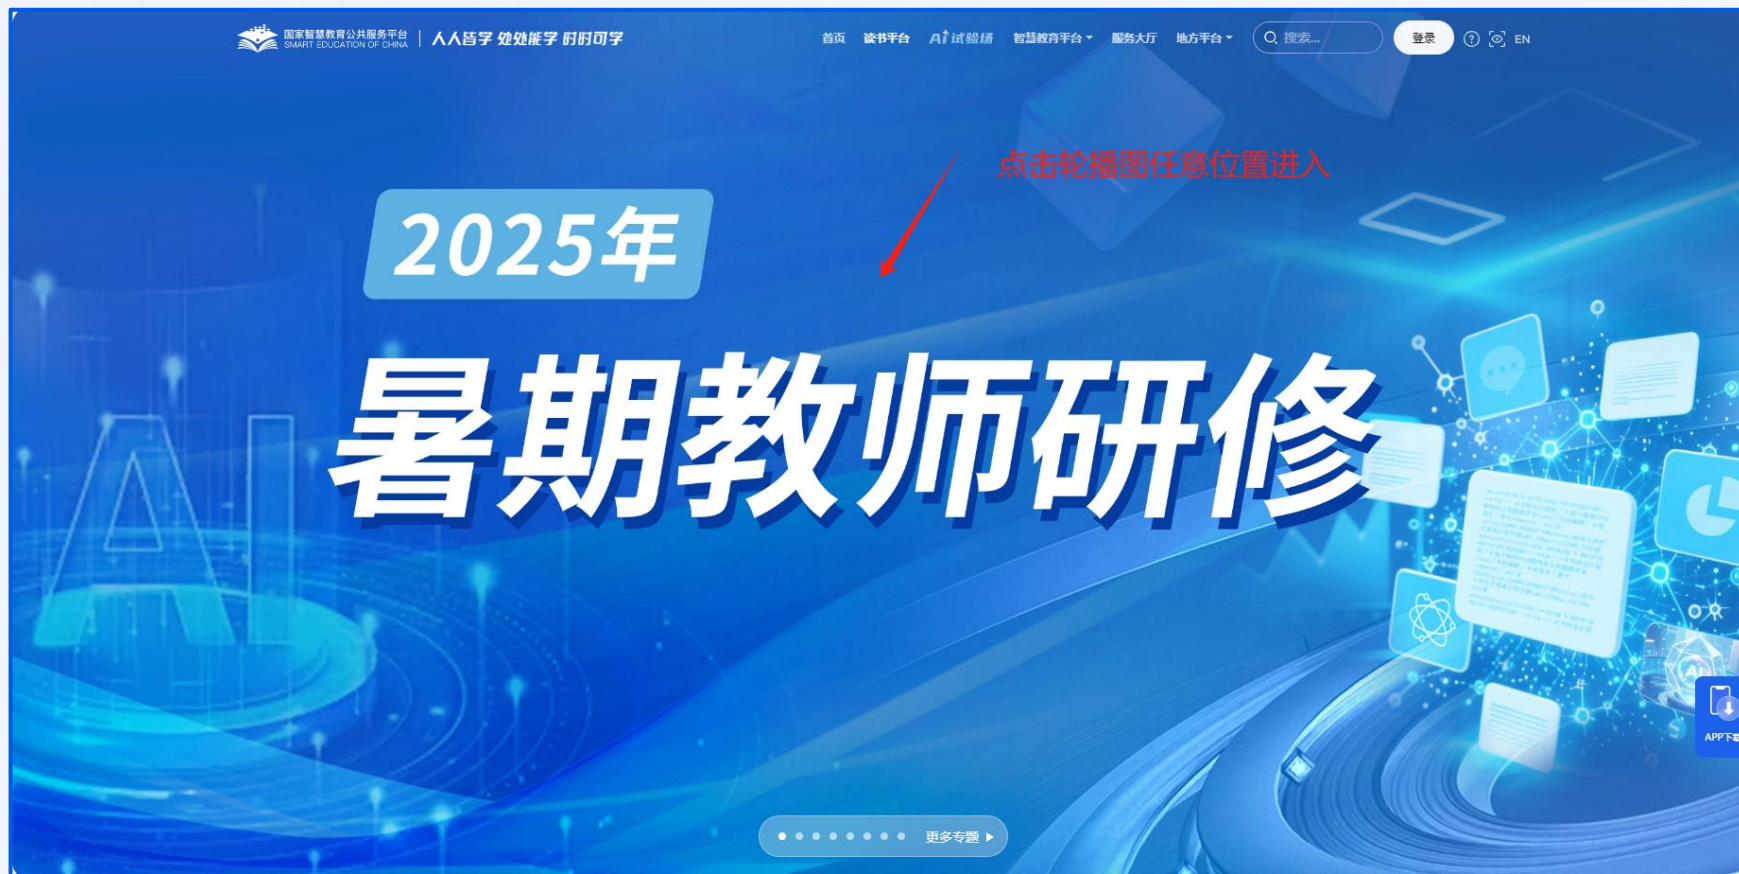 国家智慧教育公共服务平台
SMART EDUCATION OF CHINA
人人皆学 处处能学 时时可学
首页 读书平台 AI试验场 智慧教育平台 服务大厅 地方平台 搜索... 登录 ? EN
点击轮播图任意位置进入
2025年
暑期教师研修
AI
AI
APP下载
更多专题